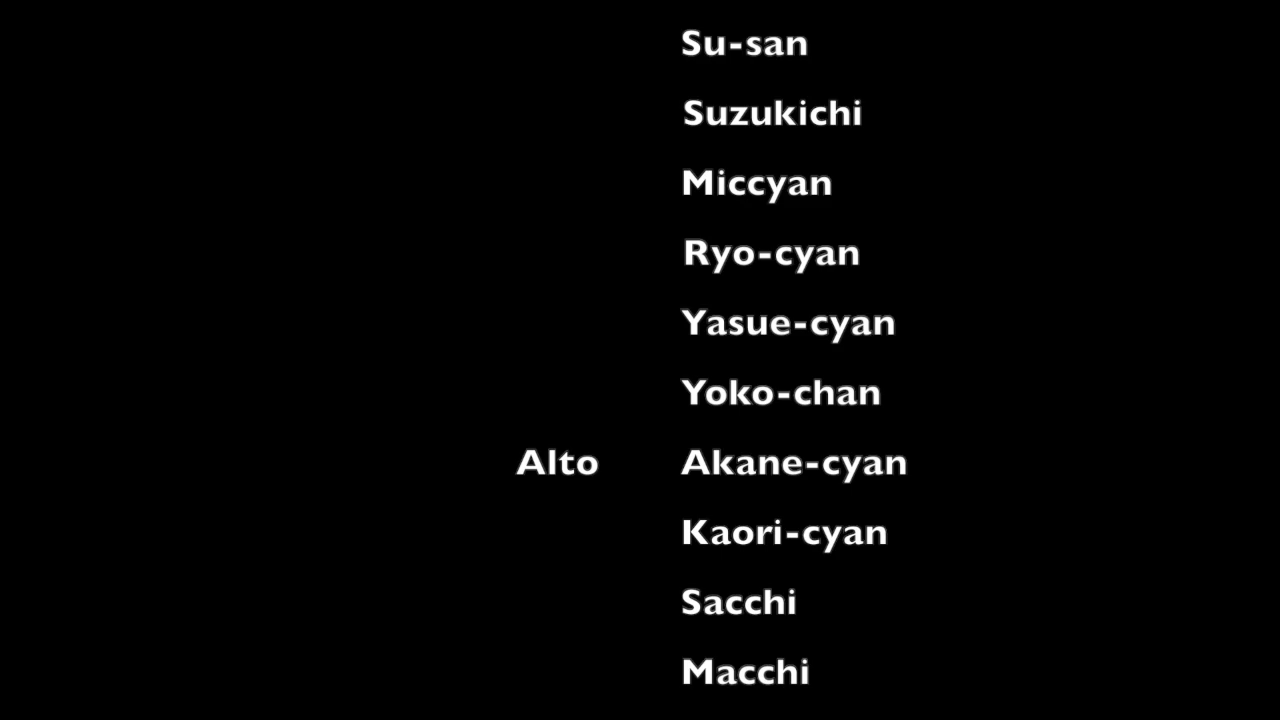 Su-san
Suzukichi
Miccyan
Ryo-cyan
Yasue-cyan
Yoko-chan
Alto Akane-cyan
Kaori-cyan
Sacchi
Macchi